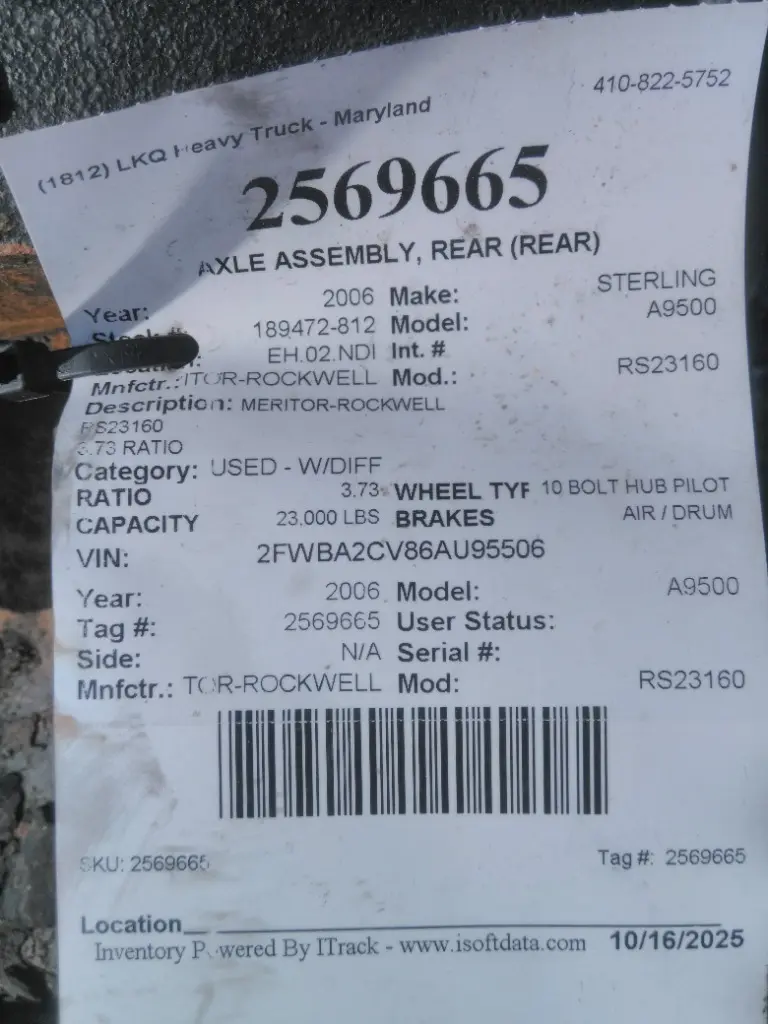 410-822-5752
(1812) LKQ Heavy Truck - Maryland
2569665
AXLE ASSEMBLY, REAR (REAR)
Year: 2006 Make: STERLING
Stock #: 189472-812 Model: A9500
EH.02.NDI Int. #
Mnfctr.: ITOR-ROCKWELL Mod.: RS23160
Description: MERITOR-ROCKWELL
RS23160
3.73 RATIO
Category: USED - W/DIFF
RATIO 3.73 WHEEL TYP 10 BOLT HUB PILOT
CAPACITY 23.000 LBS BRAKES AIR / DRUM
VIN: 2FWBA2CV86AU95506
Year: 2006 Model: A9500
Tag #: 2569665 User Status:
Side: N/A Serial #:
Mnfctr.: TOR-ROCKWELL Mod: RS23160
SKU: 2569665 Tag #: 2569665
Location
Inventory Powered By ITrack - www.isoftdata.com 10/16/2025